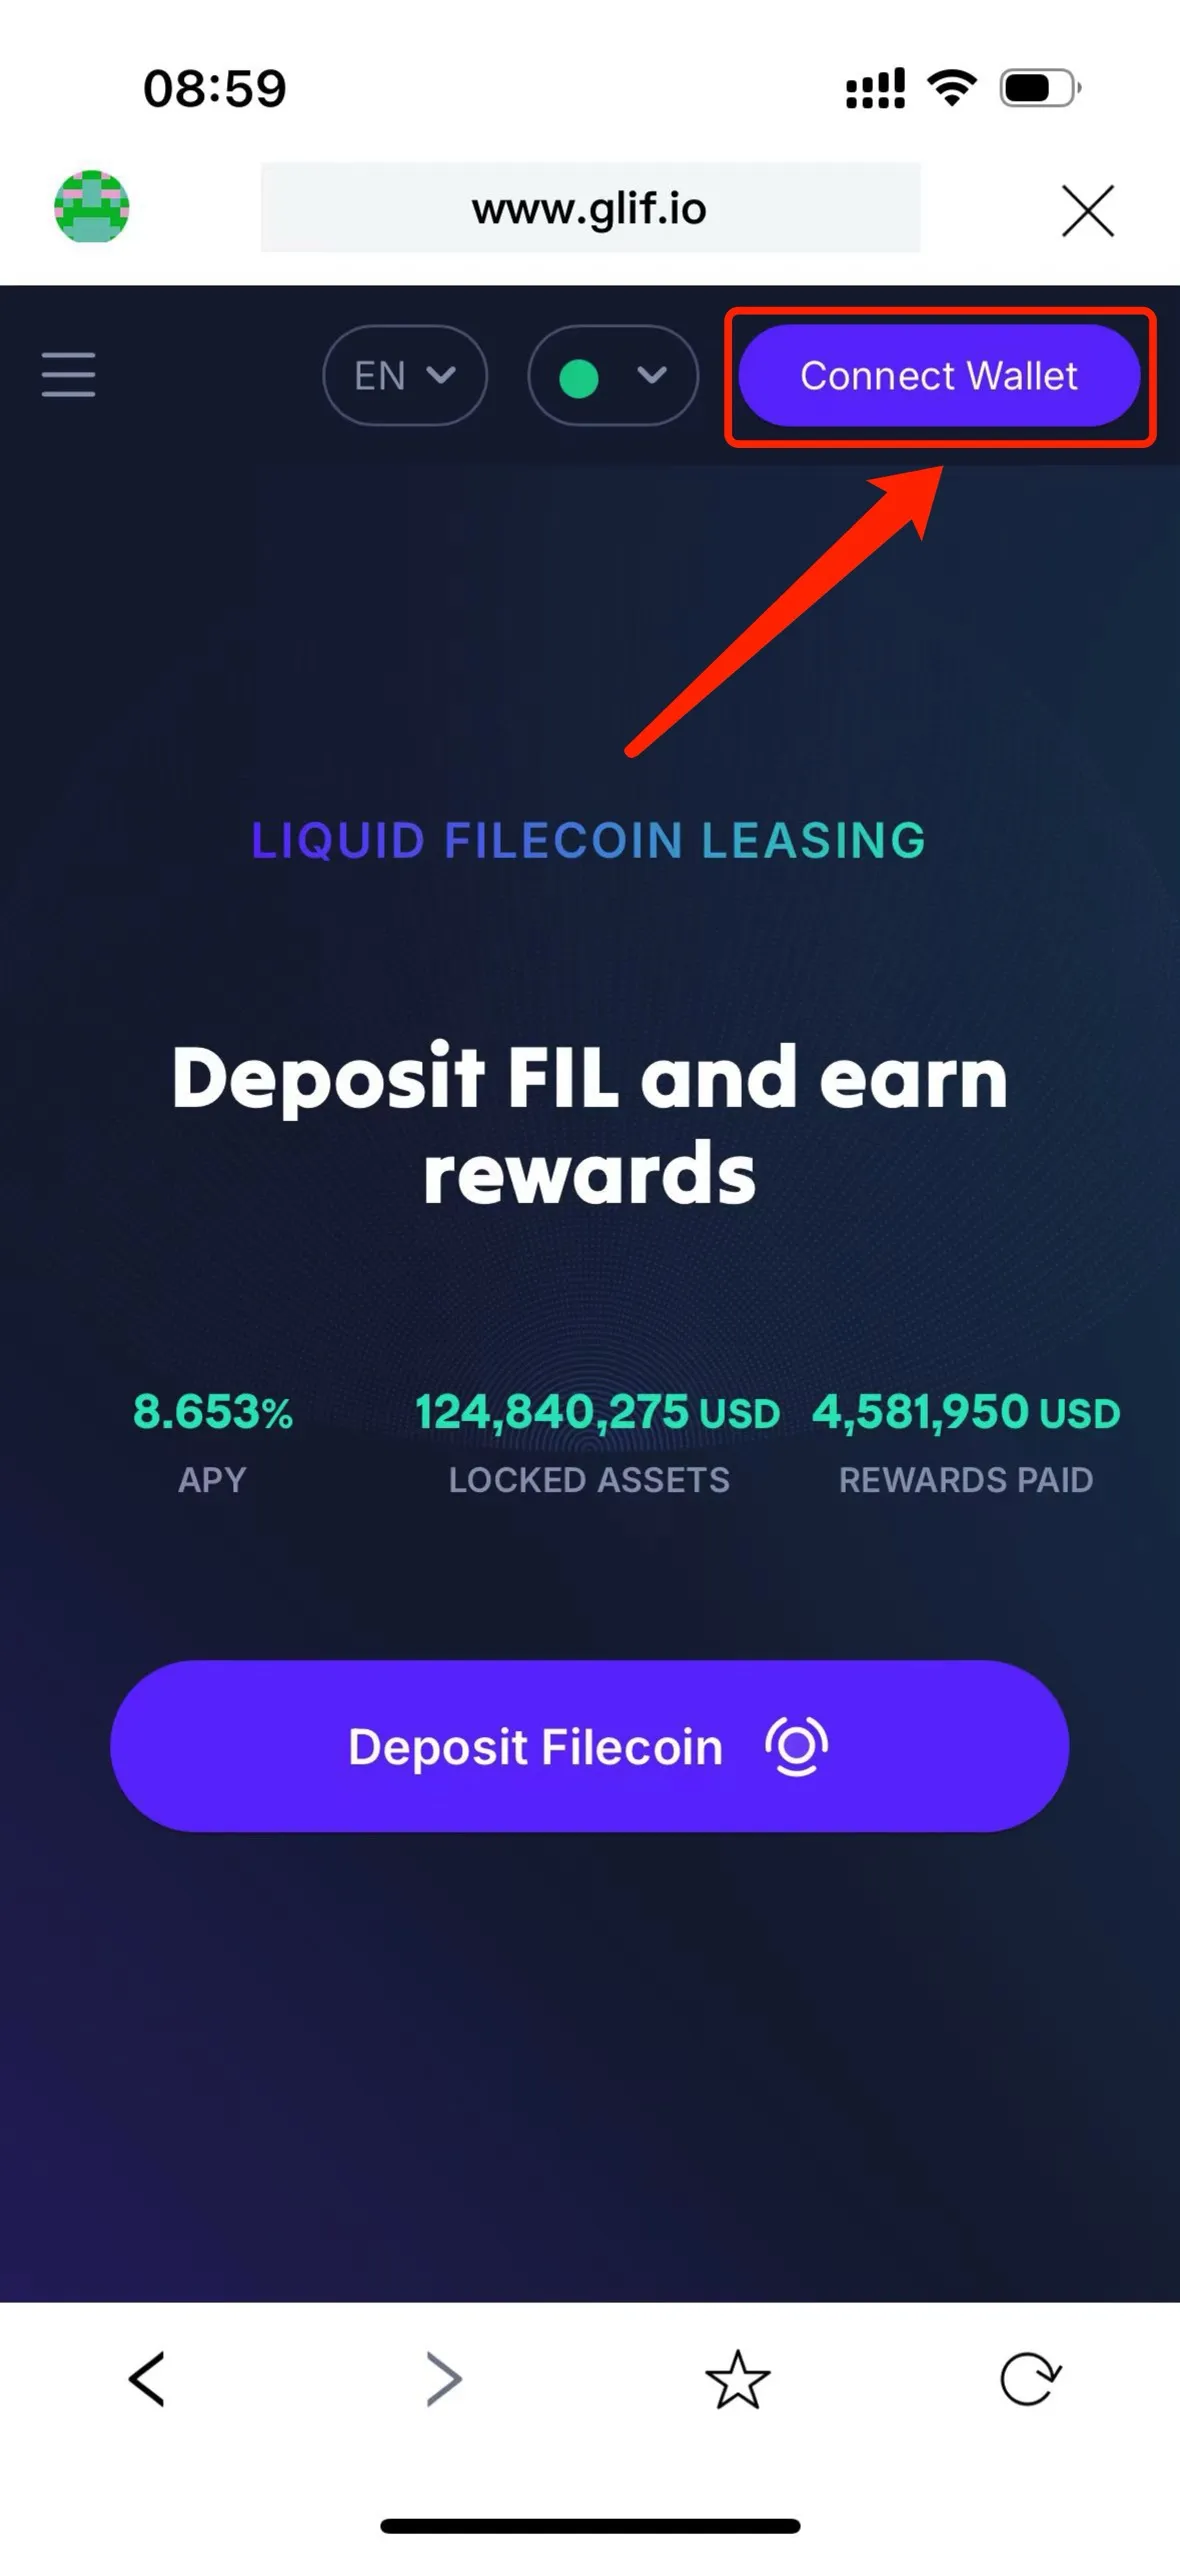 08:59
www.glif.io
EN
Connect Wallet
LIQUID FILECOIN LEASING
Deposit FIL and earn
rewards
8.653% 124,840,275 USD 4,581,950 USD
APY LOCKED ASSETS REWARDS PAID
Deposit Filecoin